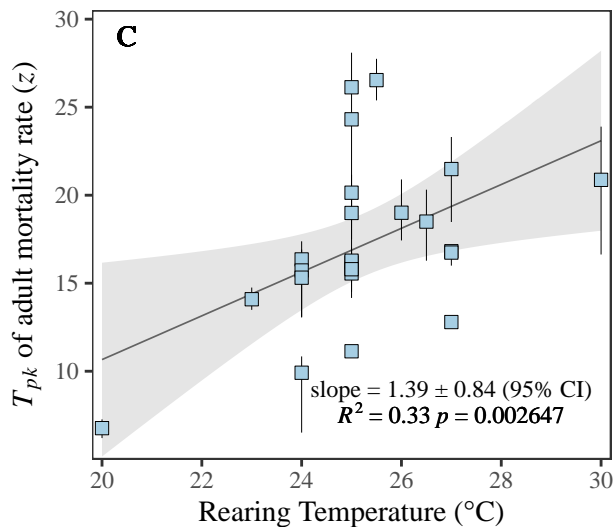 C
30
25
20
15
10
T_pk of adult mortality rate (z)
slope = 1.39 ± 0.84 (95% CI)
R² = 0.33 p = 0.002647
20 22 24 26 28 30
Rearing Temperature (°C)